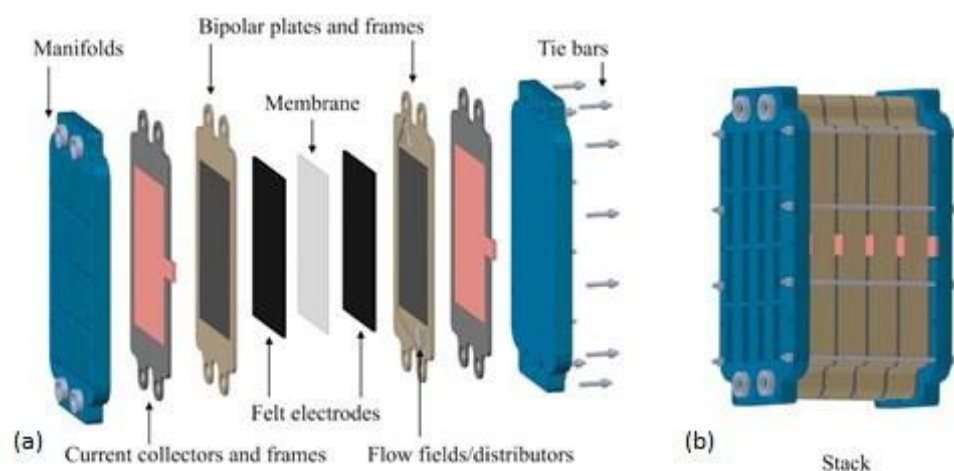 Bipolar plates and frames
Manifolds
Tie bars
Membrane
Felt electrodes
(a)
Current collectors and frames
Flow fields/distributors
(b)
Stack